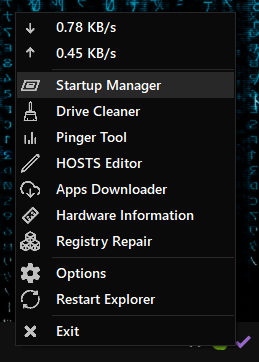 0.78 KB/s
0.45 KB/s
Startup Manager
Drive Cleaner
Pinger Tool
HOSTS Editor
Apps Downloader
Hardware Information
Registry Repair
Options
Restart Explorer
Exit